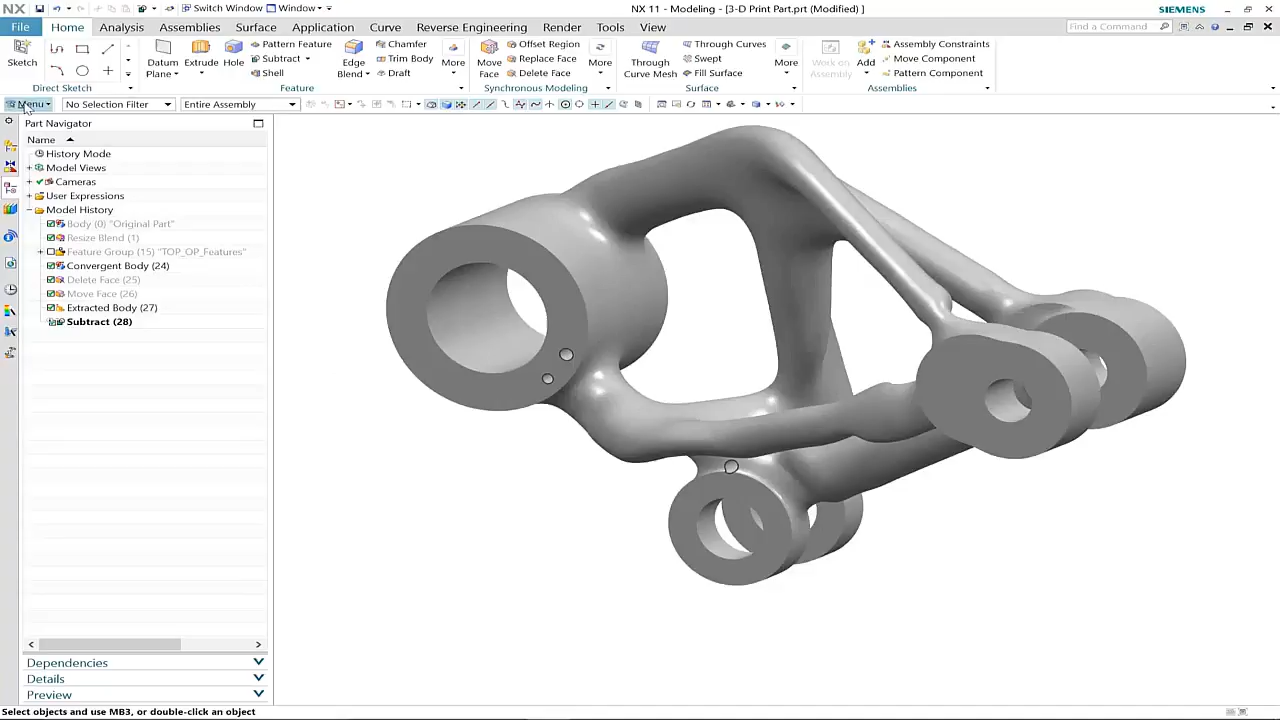 NX Switch Window Window NX 11 - Modeling - [3-D Print Part.prt (Modified) ] SIEMENS
File Home Analysis Assemblies Surface Curve Application Reverse Engineering Render Tools View Find a Command
Sketch
Direct Sketch
Datum Plane
Extrude
Hole
Pattern Feature
Subtract
Shell
Edge Blend
Chamfer
Trim Body
Draft
More
Feature
Move Face
Offset Region
Replace Face
Delete Face
More
Synchronous Modeling
Through Curve Mesh
Through Curves
Swept
Fill Surface
More
Surface
Work on Assembly
Add
Assembly Constraints
Move Component
Pattern Component
Assemblies
Menu No Selection Filter Entire Assembly
Part Navigator
Name
History Mode
Model Views
Cameras
User Expressions
Model History
Body (0) "Original Part"
Resize Blend (1)
Feature Group (15) "TOP_OP_Features"
Convergent Body (24)
Delete Face (25)
Move Face (26)
Extracted Body (27)
Subtract (28)
Dependencies
Details
Preview
Select objects and use MB3, or double-click an object